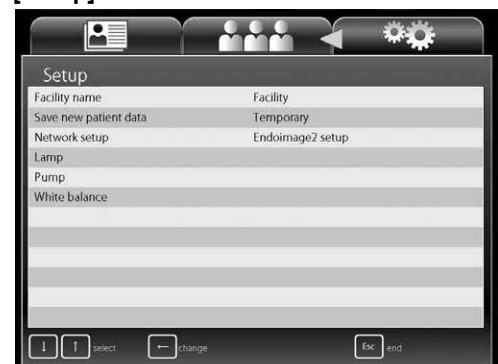 Setup
Facility name Facility
Save new patient data Temporary
Network setup Endoimage2 setup
Lamp
Pump
White balance
↓ ↑ select ← change Esc end